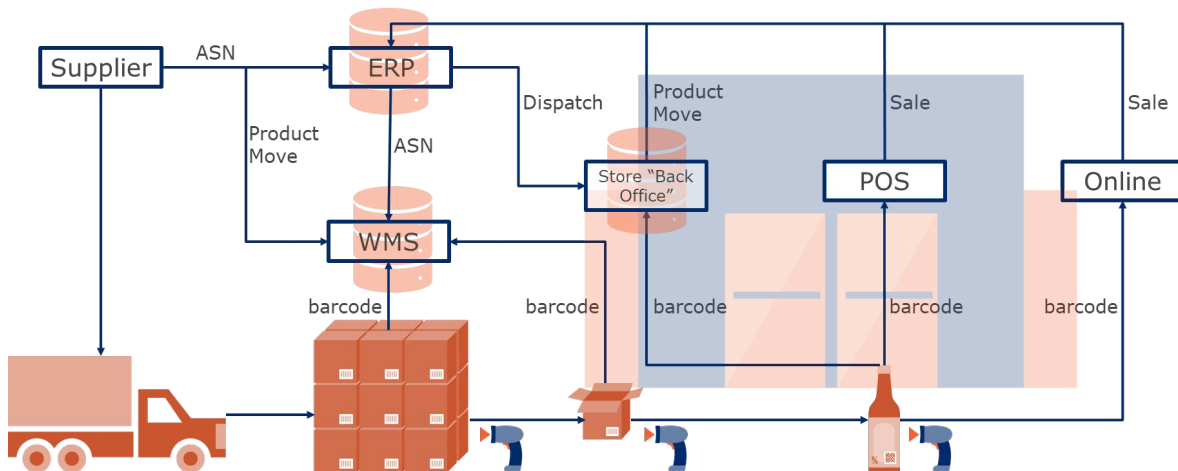 ASN
Supplier
ERP
Product
Move
Dispatch
Product
Move
Sale
Sale
ASN
Store “Back
Office”
POS
Online
WMS
barcode
barcode
barcode
barcode
barcode
%